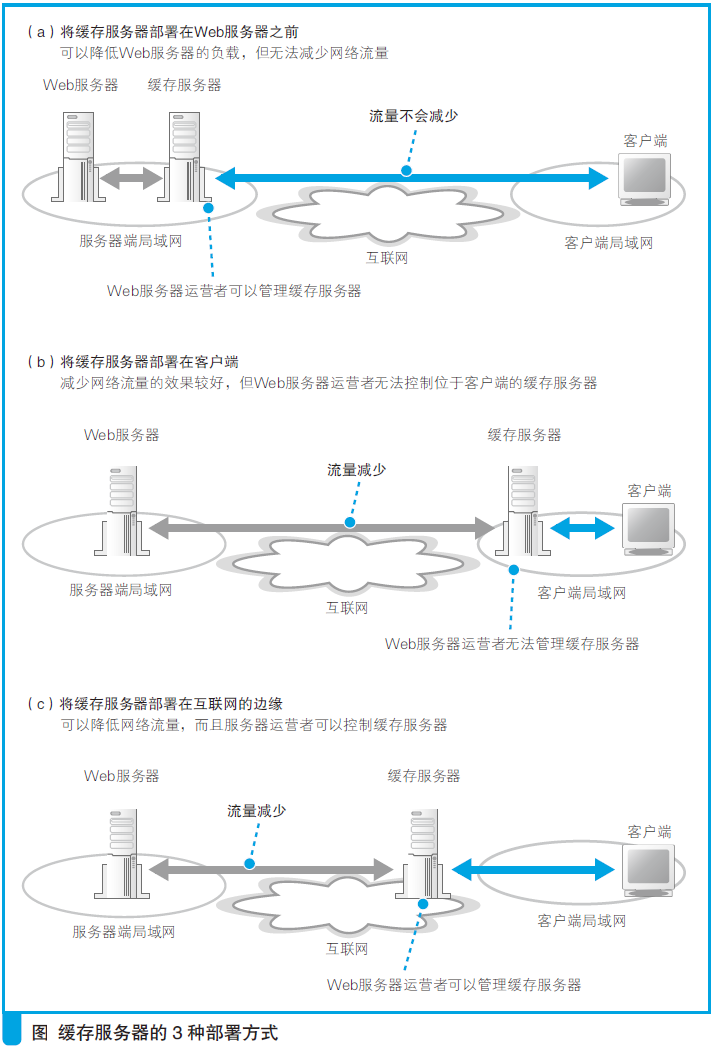 (a)将缓存服务器部署在Web服务器之前
可以降低Web服务器的负载，但无法减少网络流量
Web服务器
缓存服务器
流量不会减少
客户端
服务器端局域网
互联网
客户端局域网
Web服务器运营者可以管理缓存服务器
(b)将缓存服务器部署在客户端
减少网络流量的效果较好，但Web服务器运营者无法控制位于客户端的缓存服务器
Web服务器
缓存服务器
流量减少
客户端
服务器端局域网
互联网
客户端局域网
Web服务器运营者无法管理缓存服务器
(c)将缓存服务器部署在互联网的边缘
可以降低网络流量，而且服务器运营者可以控制缓存服务器
Web服务器
缓存服务器
流量减少
客户端
服务器端局域网
互联网
客户端局域网
Web服务器运营者可以管理缓存服务器
图 缓存服务器的3种部署方式